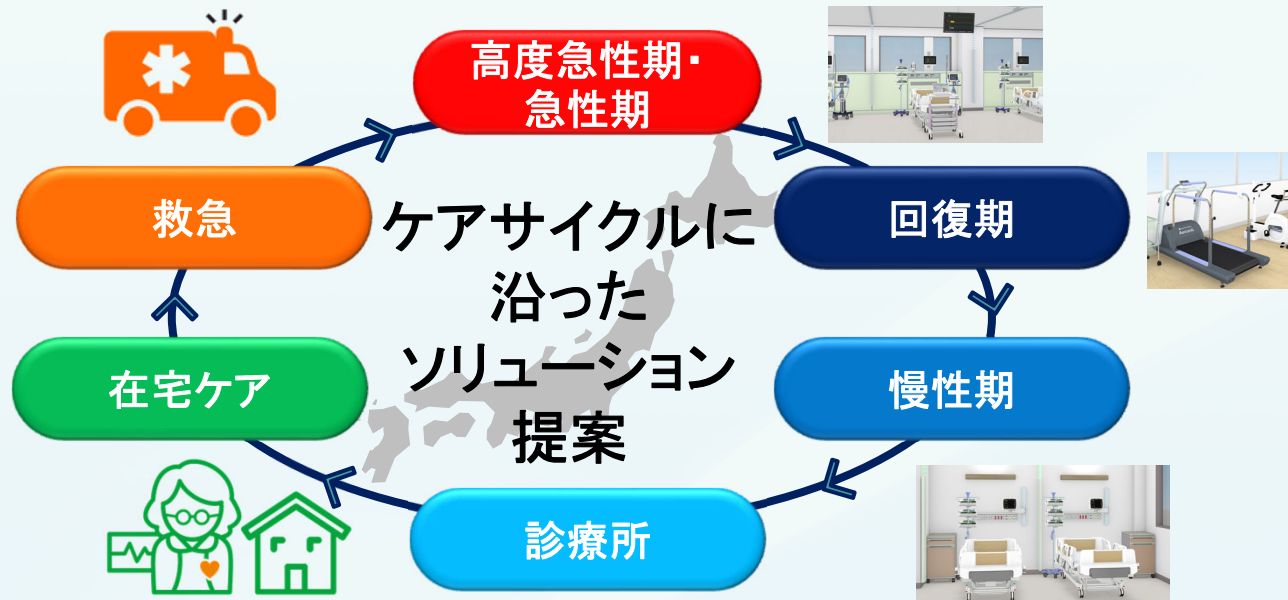 高度急性期・
急性期
救急
回復期
ケアサイクルに
沿った
ソリューション
提案
在宅ケア
慢性期
診療所